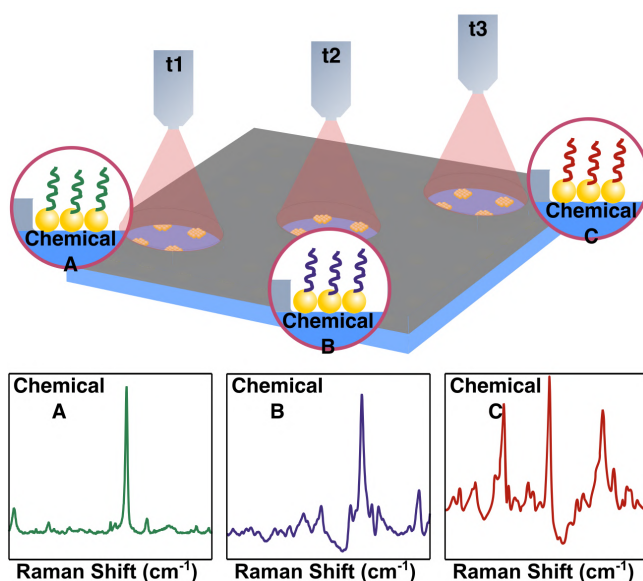 t1
t2
t3
Chemical
A
Chemical
B
Chemical
C
Chemical
A
Chemical
B
Chemical
C
Raman Shift (cm⁻¹)
Raman Shift (cm⁻¹)
Raman Shift (cm⁻¹)